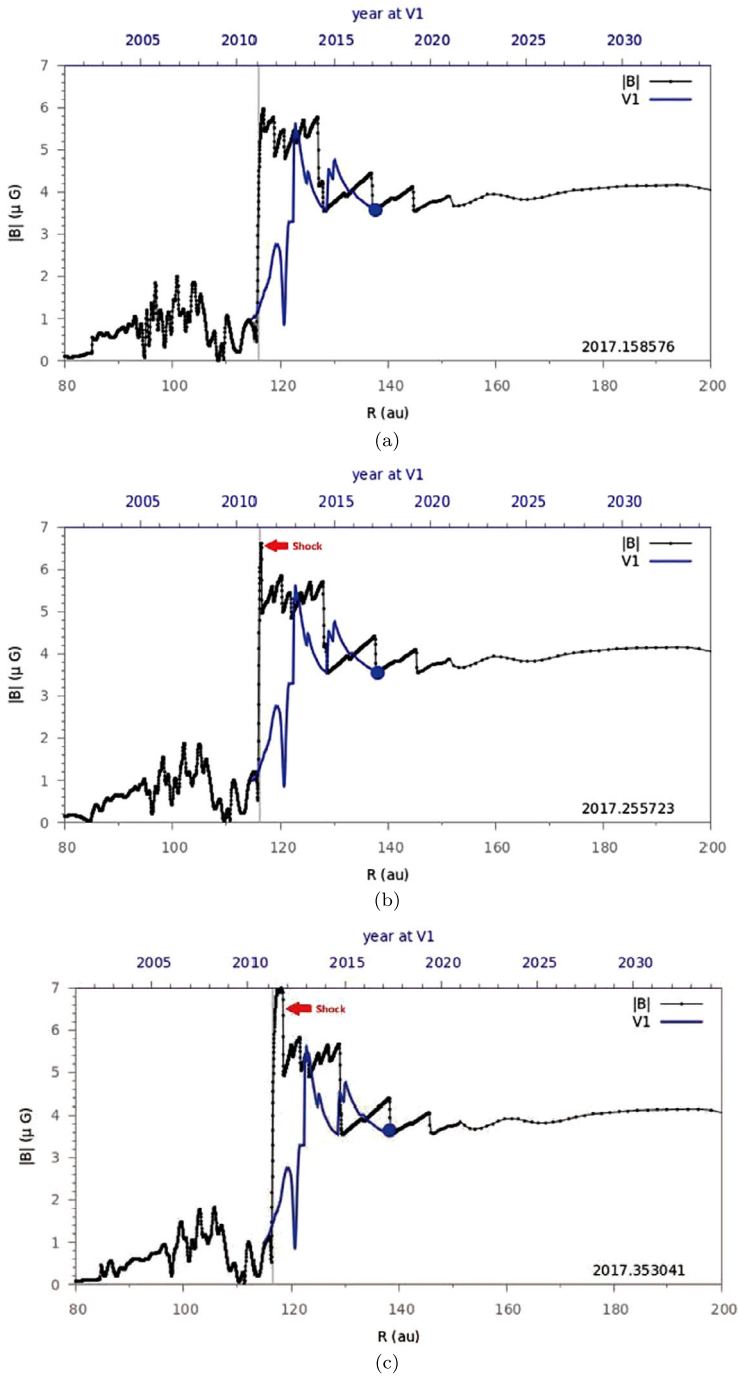 year at V1
2005 2010 2015 2020 2025 2030
7
|B|
V1
6
5
4
|B| (μ G)
3
2
1
2017.158576
0
80 100 120 140 160 180 200
R (au)
(a)
year at V1
2005 2010 2015 2020 2025 2030
7
|B|
Shock
V1
6
5
4
|B| (μ G)
3
2
1
2017.255723
0
80 100 120 140 160 180 200
R (au)
(b)
year at V1
2005 2010 2015 2020 2025 2030
7
|B|
Shock
V1
6
5
4
|B| (μ G)
3
2
1
2017.353041
0
80 100 120 140 160 180 200
R (au)
(c)